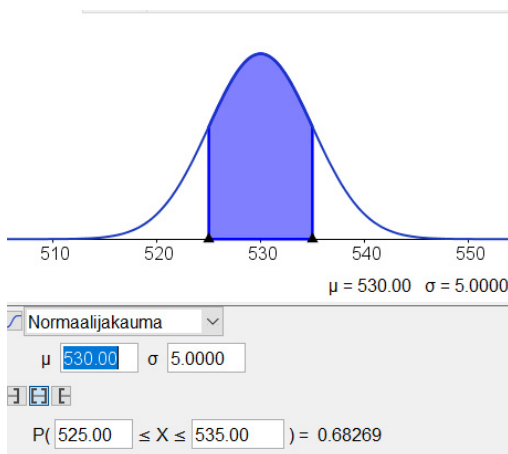 510 520 530 540 550
μ = 530.00 σ = 5.0000
Normaalijakauma
μ 530.00 σ 5.0000
P( 525.00 ≤ X ≤ 535.00 ) = 0.68269